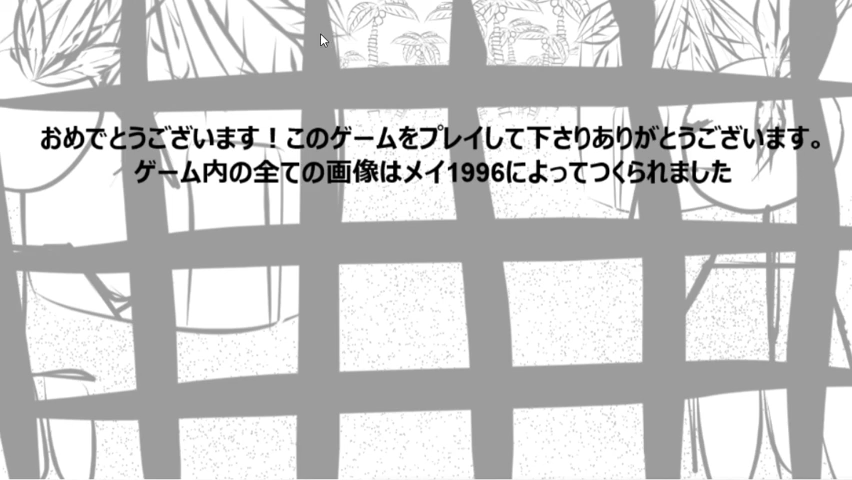 おめでとうございます！このゲームをプレイして下さりありがとうございます。
ゲーム内の全ての画像はメイ1996によってつくられました